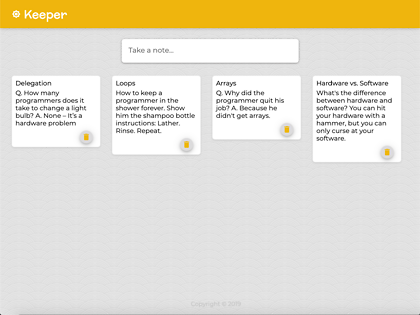 Keeper
Take a note...
Delegation
Q. How many
programmers does it
take to change a light
bulb? A. None – It's a
hardware problem
Loops
How to keep a
programmer in the
shower forever. Show
him the shampoo bottle
instructions: Lather.
Rinse. Repeat.
Arrays
Q. Why did the
programmer quit his
job? A. Because he
didn't get arrays.
Hardware vs. Software
What's the difference
between hardware and
software? You can hit
your hardware with a
hammer, but you can
only curse at your
software.
Copyright © 2019